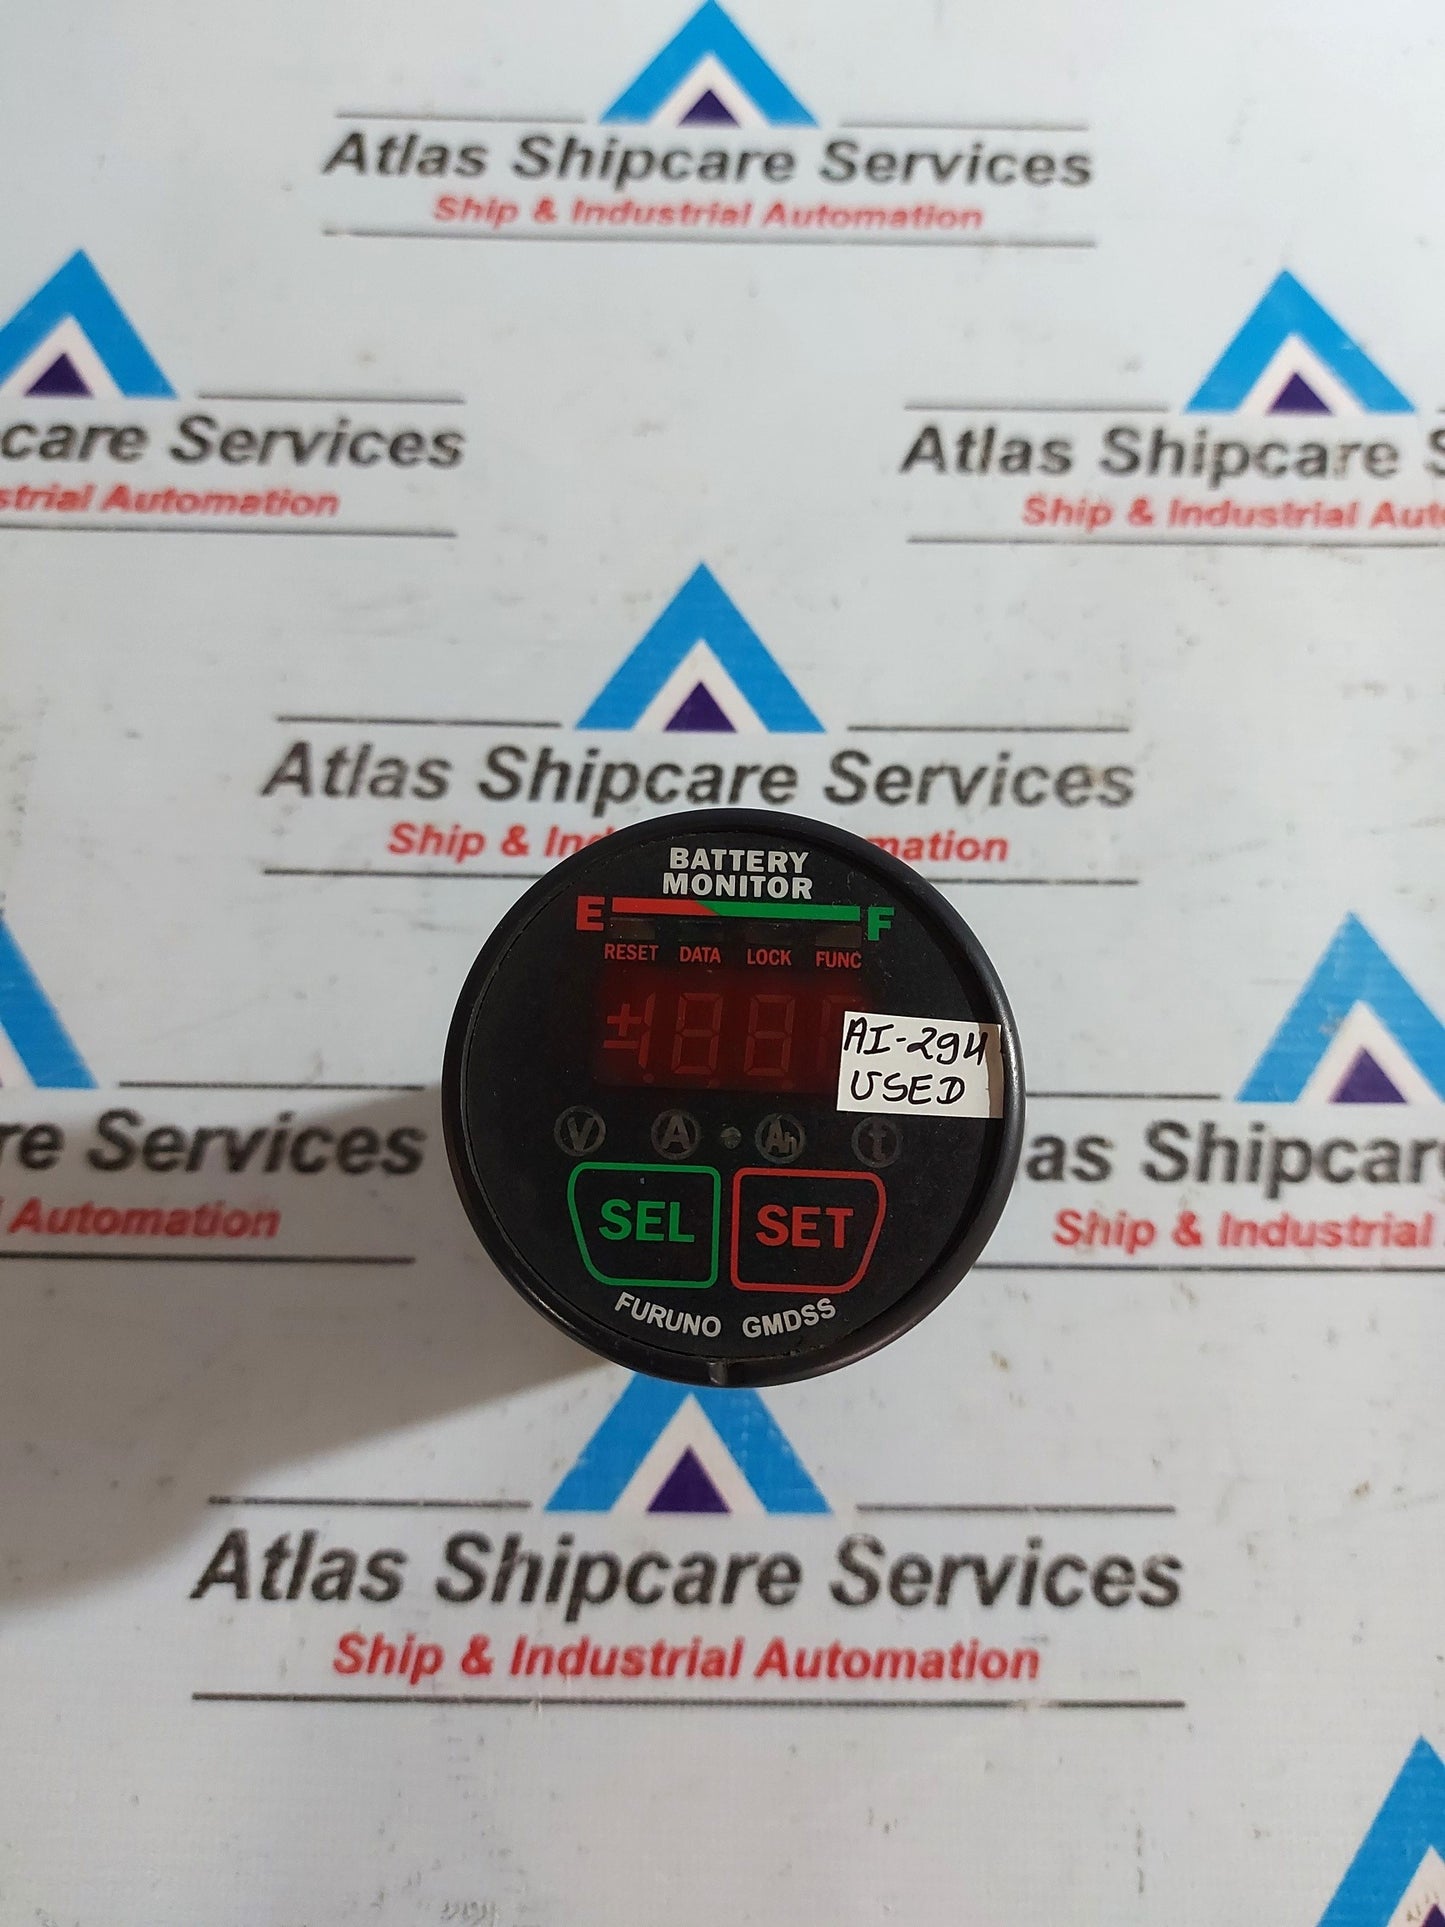 Atlas Shipcare Services
Ship & Industrial Automation
care Services
strial Automation
Atlas Shipcare S
Ship & Industrial Aut
Atlas Shipcare Services
Ship & Ind
mation
BATTERY
MONITOR
E F
RESET DATA LOCK FUNC
AI-294
USED
V A Ah t
SEL SET
FURUNO GMDSS
re Services
Automation
as Shipcar
Ship & Industrial
Atlas Shipcare Services
Ship & Industrial Automation